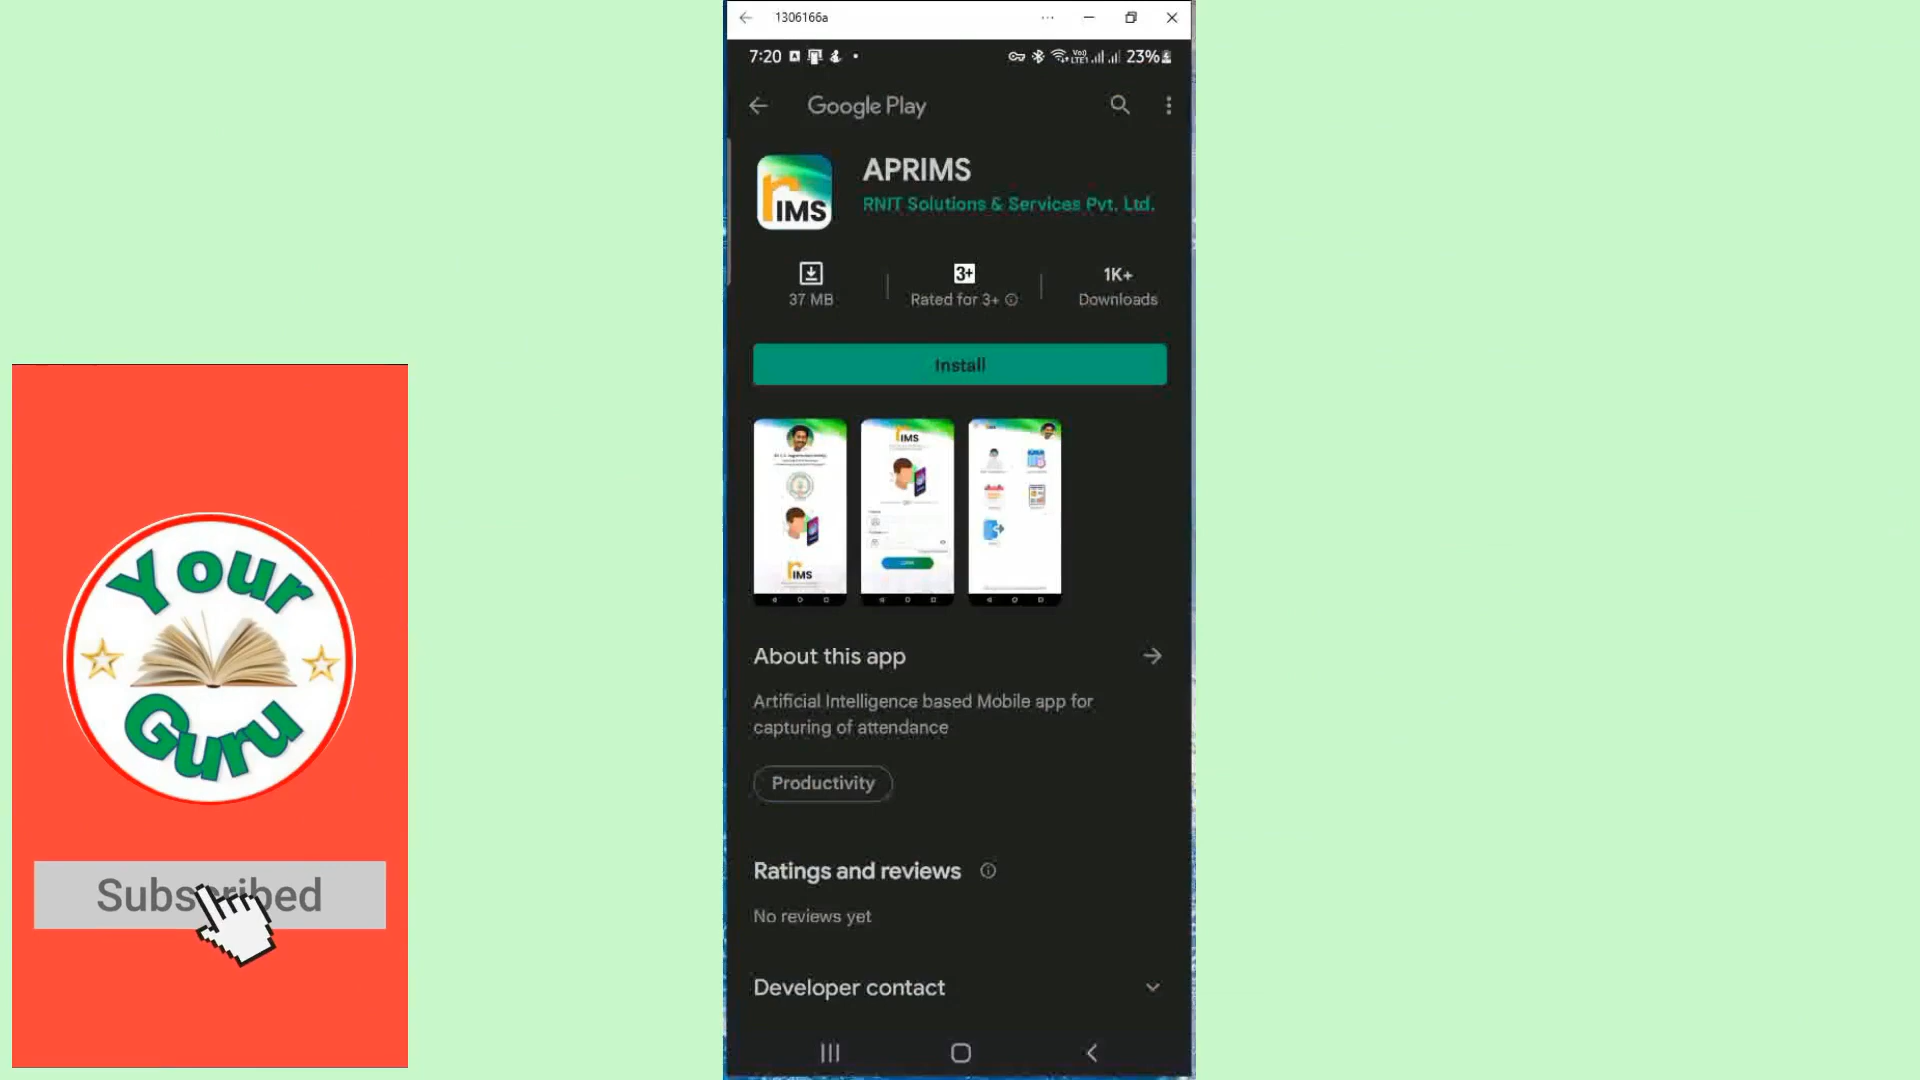 1306166a
7:20
23%
Google Play
APRIMS
RNIT Solutions & Services Pvt. Ltd.
IMS
3+
1K+
37 MB
Rated for 3+
Downloads
Install
IMS
IMS
About this app
Artificial Intelligence based Mobile app for
capturing of attendance
Productivity
Ratings and reviews
No reviews yet
Developer contact
Your
Guru
Subscribed